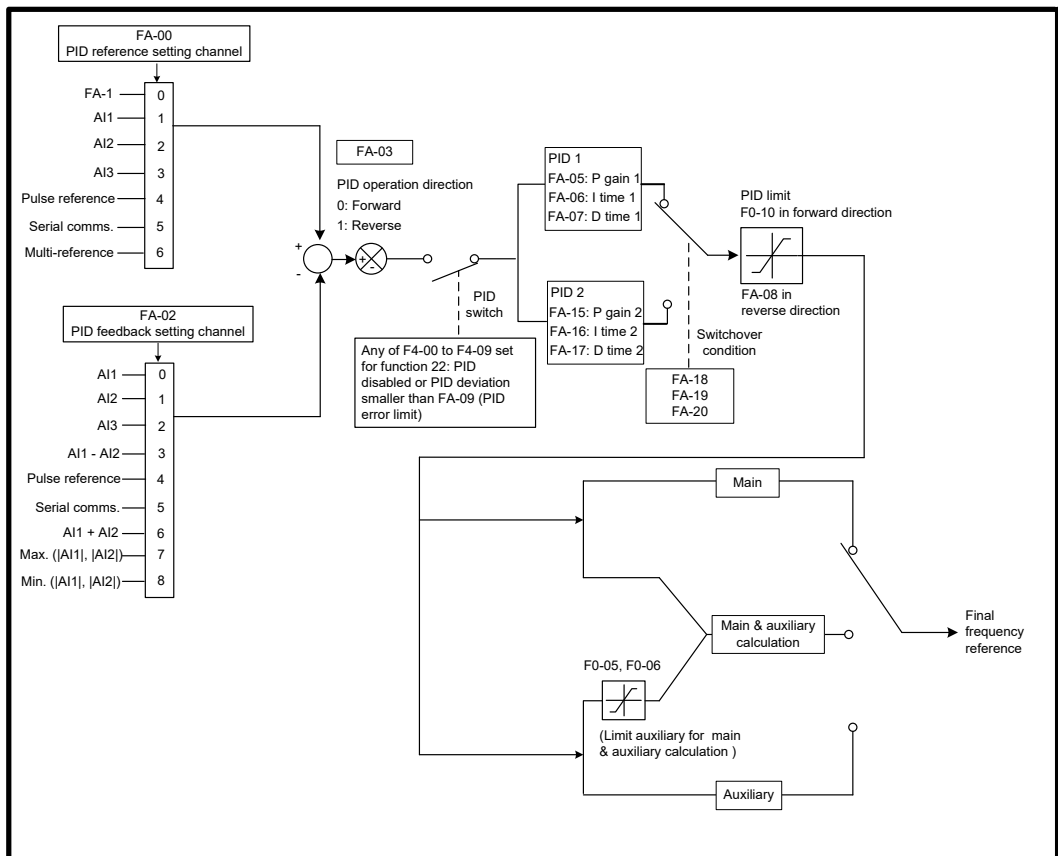 FA-00
PID reference setting channel
FA-1
0
AI1
1
AI2
2
AI3
3
Pulse reference
4
Serial comms.
5
Multi-reference
6
FA-02
PID feedback setting channel
AI1
0
AI2
1
AI3
2
AI1 - AI2
3
Pulse reference
4
Serial comms.
5
AI1 + AI2
6
Max. (|AI1|, |AI2|)
7
Min. (|AI1|, |AI2|)
8
FA-03
PID operation direction
0: Forward
1: Reverse
+
-
+
-
PID
switch
Any of F4-00 to F4-09 set
for function 22: PID
disabled or PID deviation
smaller than FA-09 (PID
error limit)
PID 1
FA-05: P gain 1
FA-06: I time 1
FA-07: D time 1
PID 2
FA-15: P gain 2
FA-16: I time 2
FA-17: D time 2
Switchover
condition
FA-18
FA-19
FA-20
PID limit
F0-10 in forward direction
FA-08 in
reverse direction
Main
Main & auxiliary
calculation
F0-05, F0-06
(Limit auxiliary for main
& auxiliary calculation )
Auxiliary
Final
frequency
reference